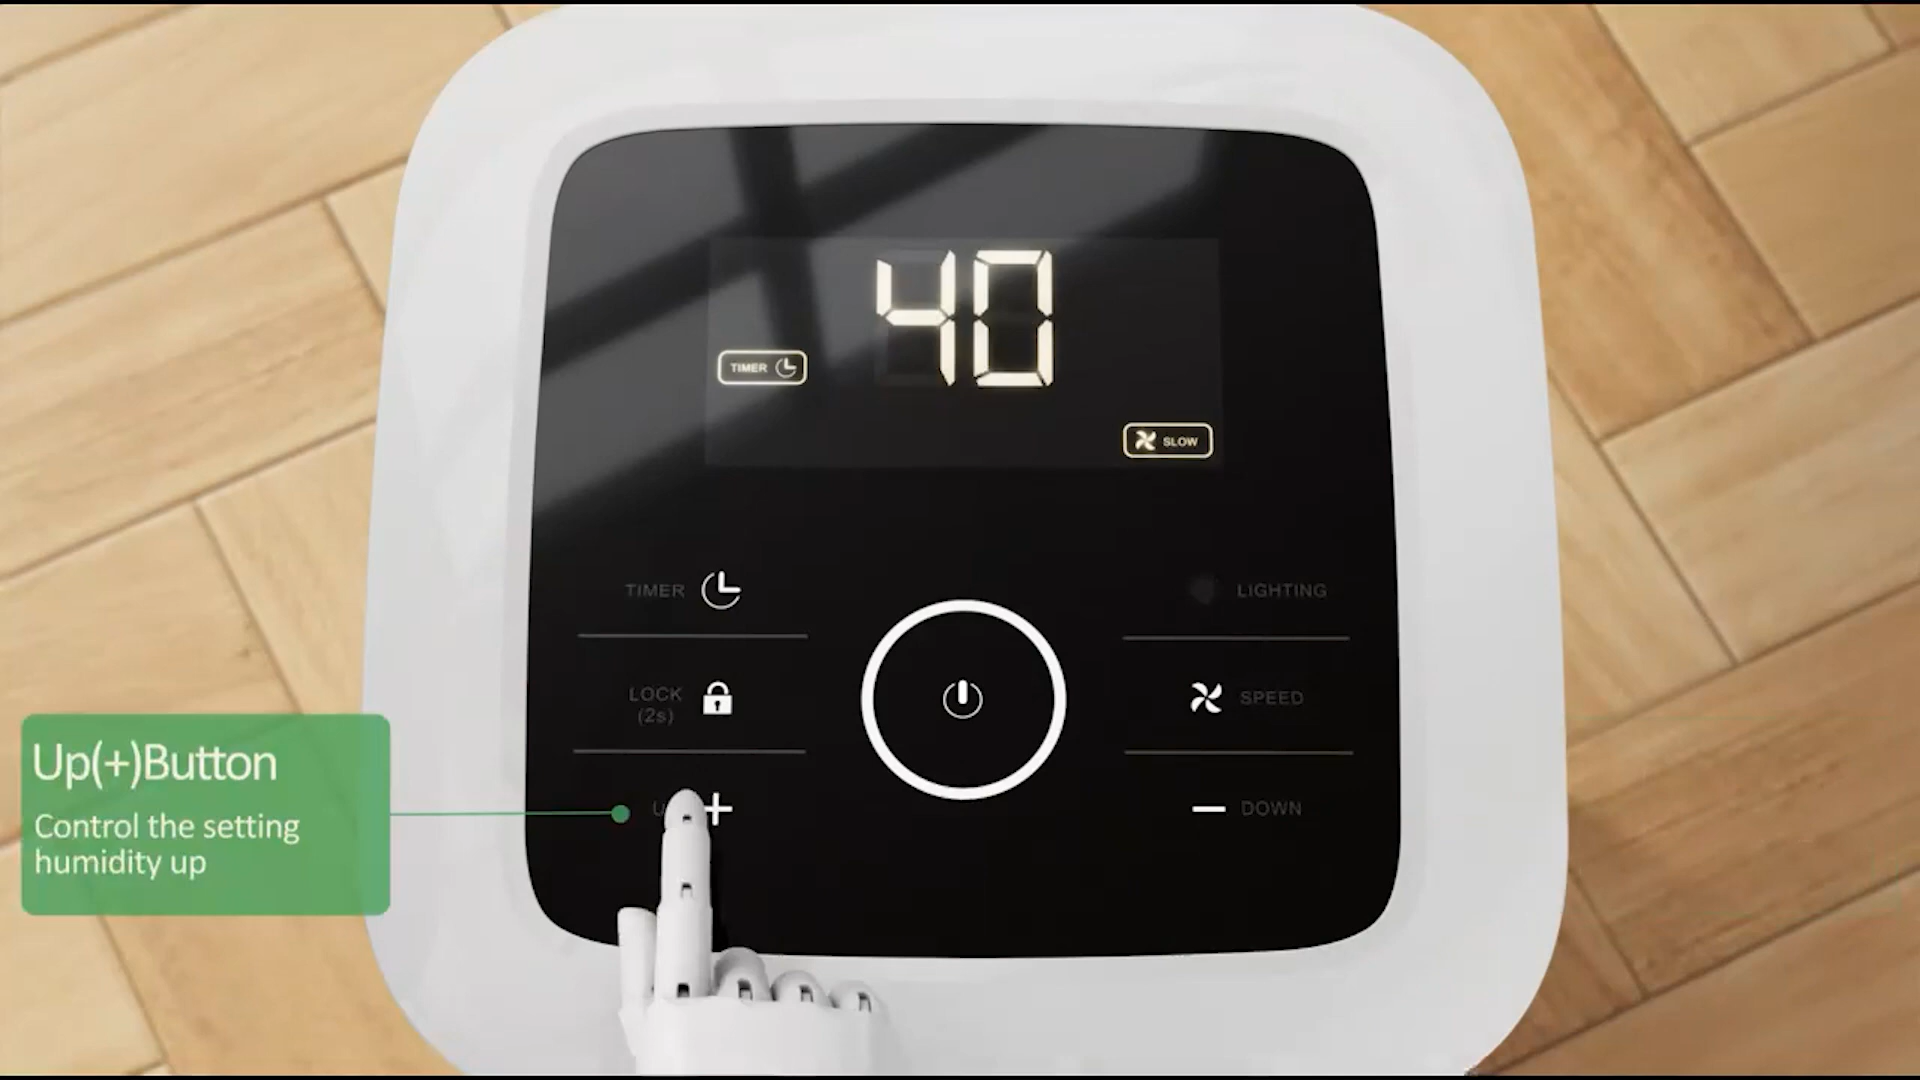 40
TIMER
SLOW
TIMER
LIGHTING
LOCK
(2s)
SPEED
Up(+)Button
Control the setting
humidity up
+
— DOWN